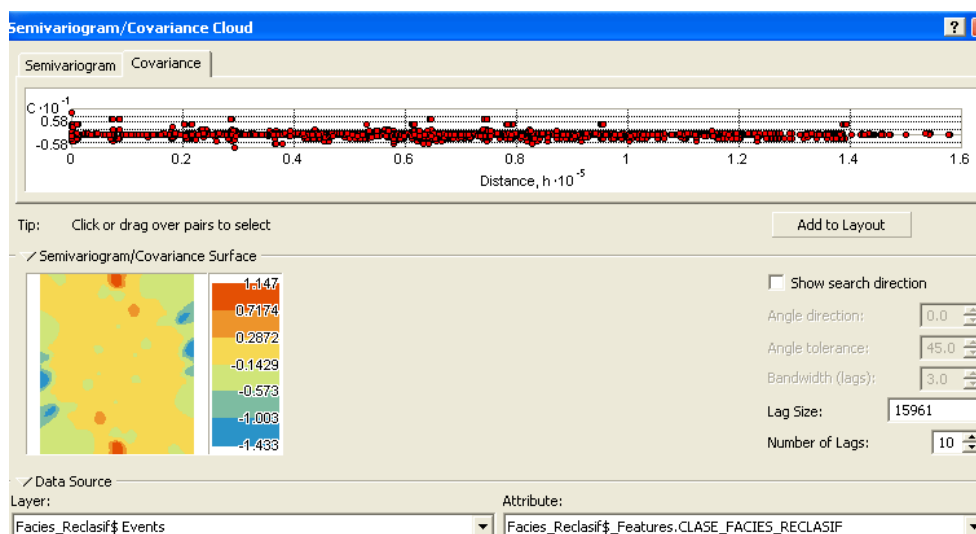 Semivariogram/Covariance Cloud
Semivariogram Covariance
C ·10⁻¹
0.58
-0.58
0 0.2 0.4 0.6 0.8 1 1.2 1.4 1.6
Distance, h ·10⁻⁵
Tip: Click or drag over pairs to select
Add to Layout
Semivariogram/Covariance Surface
1.147
0.7174
0.2872
-0.1429
-0.573
-1.003
-1.433
Show search direction
Angle direction: 0.0
Angle tolerance: 45.0
Bandwidth (lags): 3.0
Lag Size: 15961
Number of Lags: 10
Data Source
Layer: Attribute:
Facies_Reclasif$ Events Facies_Reclasif$_Features.CLASE_FACIES_RECLASIF